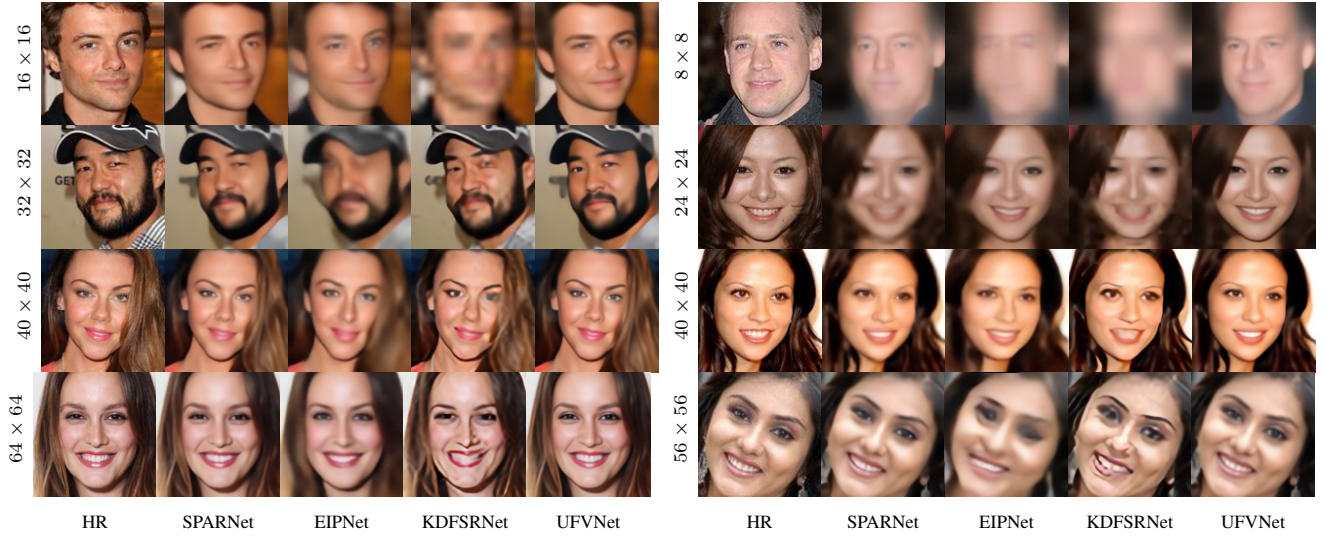 16 × 16
8 × 8
GET
32 × 32
24 × 24
40 × 40
40 × 40
64 × 64
56 × 56
HR SPARNet EIPNet KDFSRNet UFVNet
HR SPARNet EIPNet KDFSRNet UFVNet